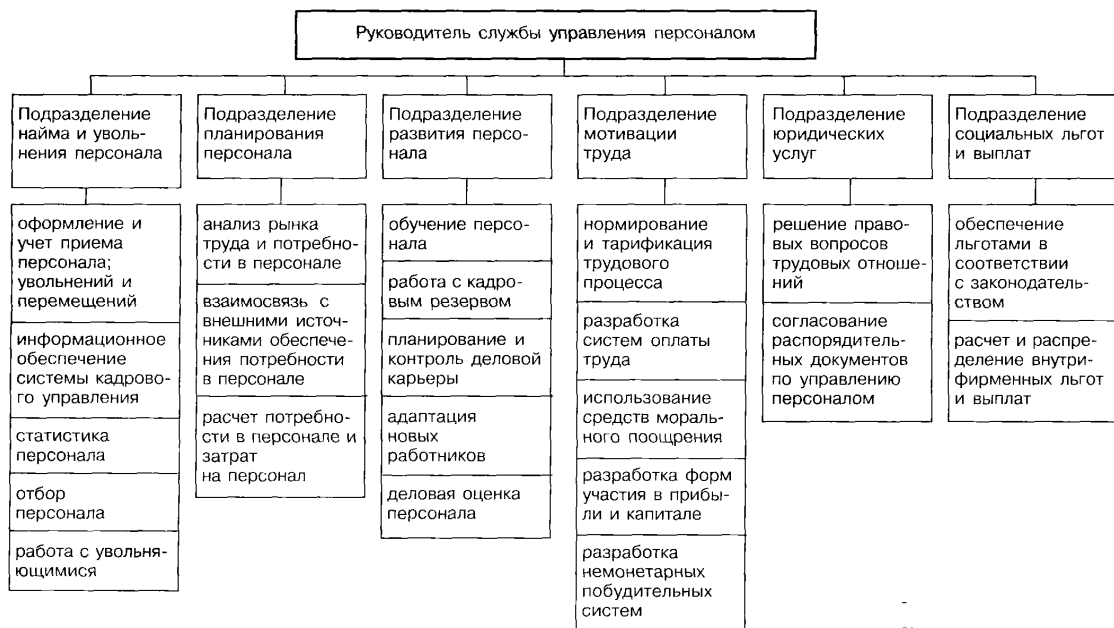 Руководитель службы управления персоналом
Подразделение
найма и уволь-
нения персонала
оформление и
учет приема
персонала;
увольнений и
перемещений
информационное
обеспечение
системы кадрово-
го управления
статистика
персонала
отбор
персонала
работа с увольня-
ющимися
Подразделение
планирования
персонала
анализ рынка
труда и потребно-
сти в персонале
взаимосвязь с
внешними источ-
никами обеспече-
ния потребности
в персонале
расчет потребно-
сти в персонале и
затрат
на персонал
Подразделение
развития персо-
нала
обучение персо-
нала
работа с кадро-
вым резервом
планирование и
контроль деловой
карьеры
адаптация
новых
работников
деловая оценка
персонала
Подразделение
мотивации
труда
нормирование
и тарификация
трудового
процесса
разработка
систем оплаты
труда
использование
средств мораль-
ного поощрения
разработка форм
участия в прибы-
ли и капитале
разработка
немонетарных
побудительных
систем
Подразделение
юридических
услуг
решение право-
вых вопросов
трудовых отноше-
ний
согласование
распорядитель-
ных документов
по управлению
персоналом
Подразделение
социальных льгот
и выплат
обеспечение
льготами в
соответствии
с законодатель-
ством
расчет и распре-
деление внутри-
фирменных льгот
и выплат